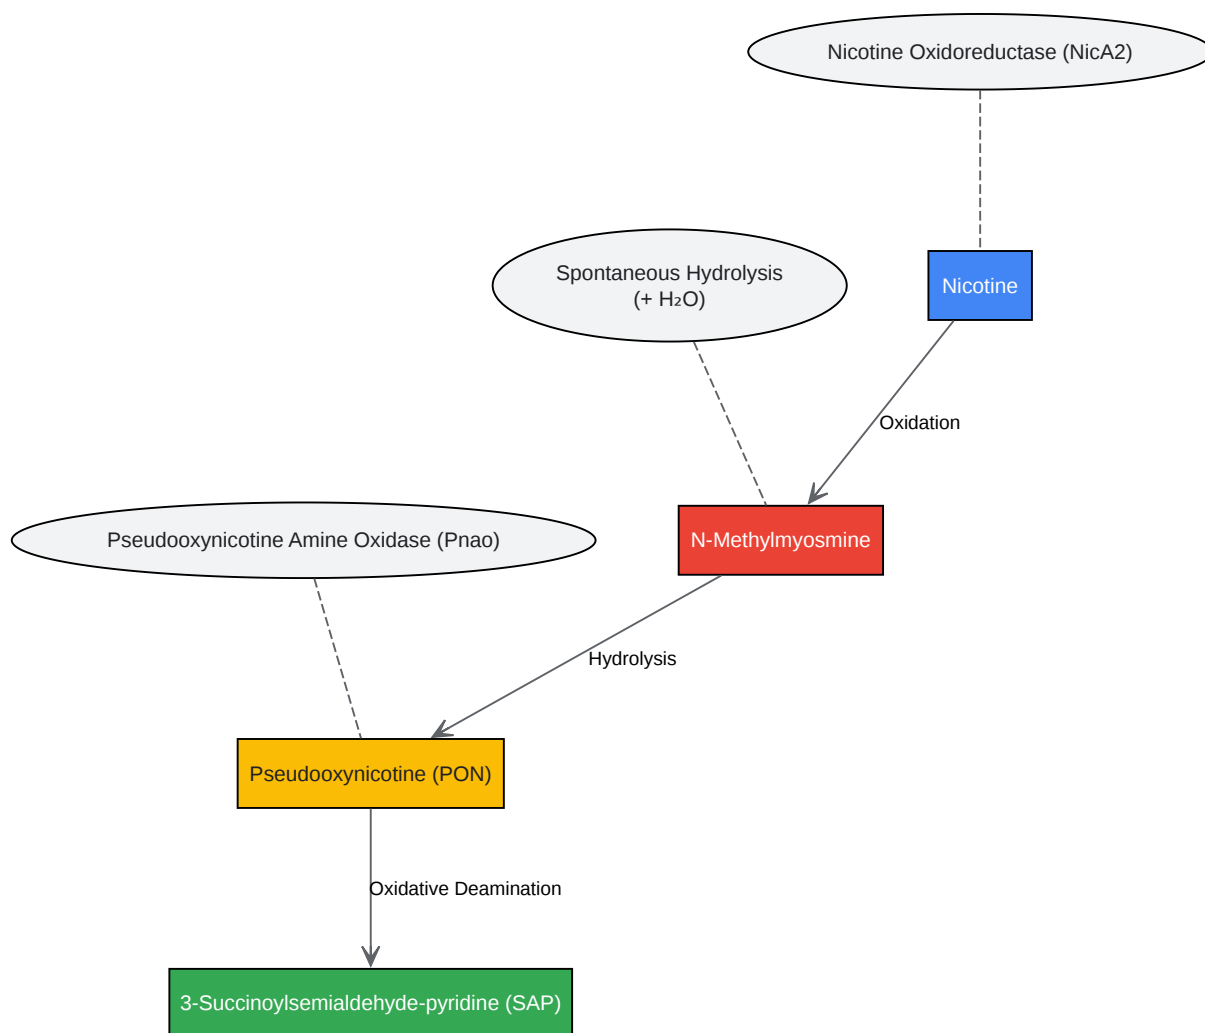 Nicotine Oxidoreductase (NicA2)
Spontaneous Hydrolysis
(+ H₂O)
Nicotine
Oxidation
Pseudooxynicotine Amine Oxidase (Pnao)
N-Methylmyosmine
Hydrolysis
Pseudooxynicotine (PON)
Oxidative Deamination
3-Succinoylsemialdehyde-pyridine (SAP)